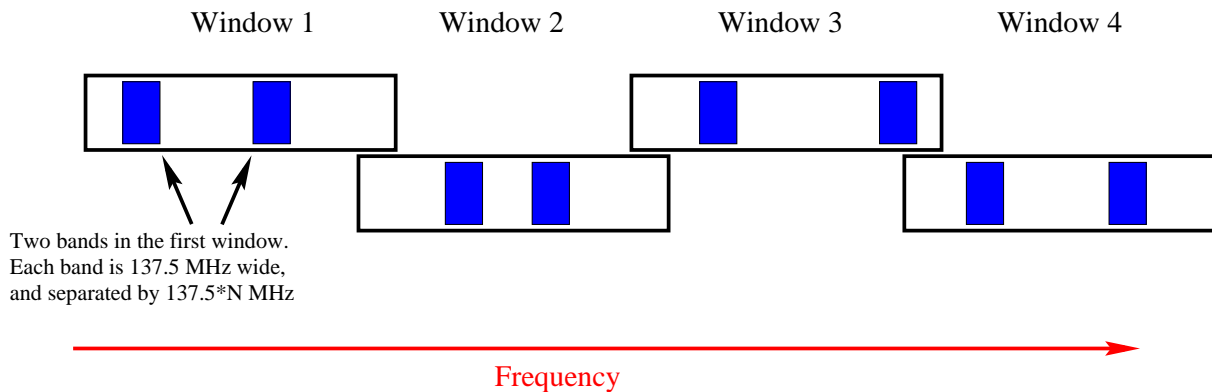 Window 1
Window 2
Window 3
Window 4
Two bands in the first window.
Each band is 137.5 MHz wide,
and separated by 137.5*N MHz
Frequency